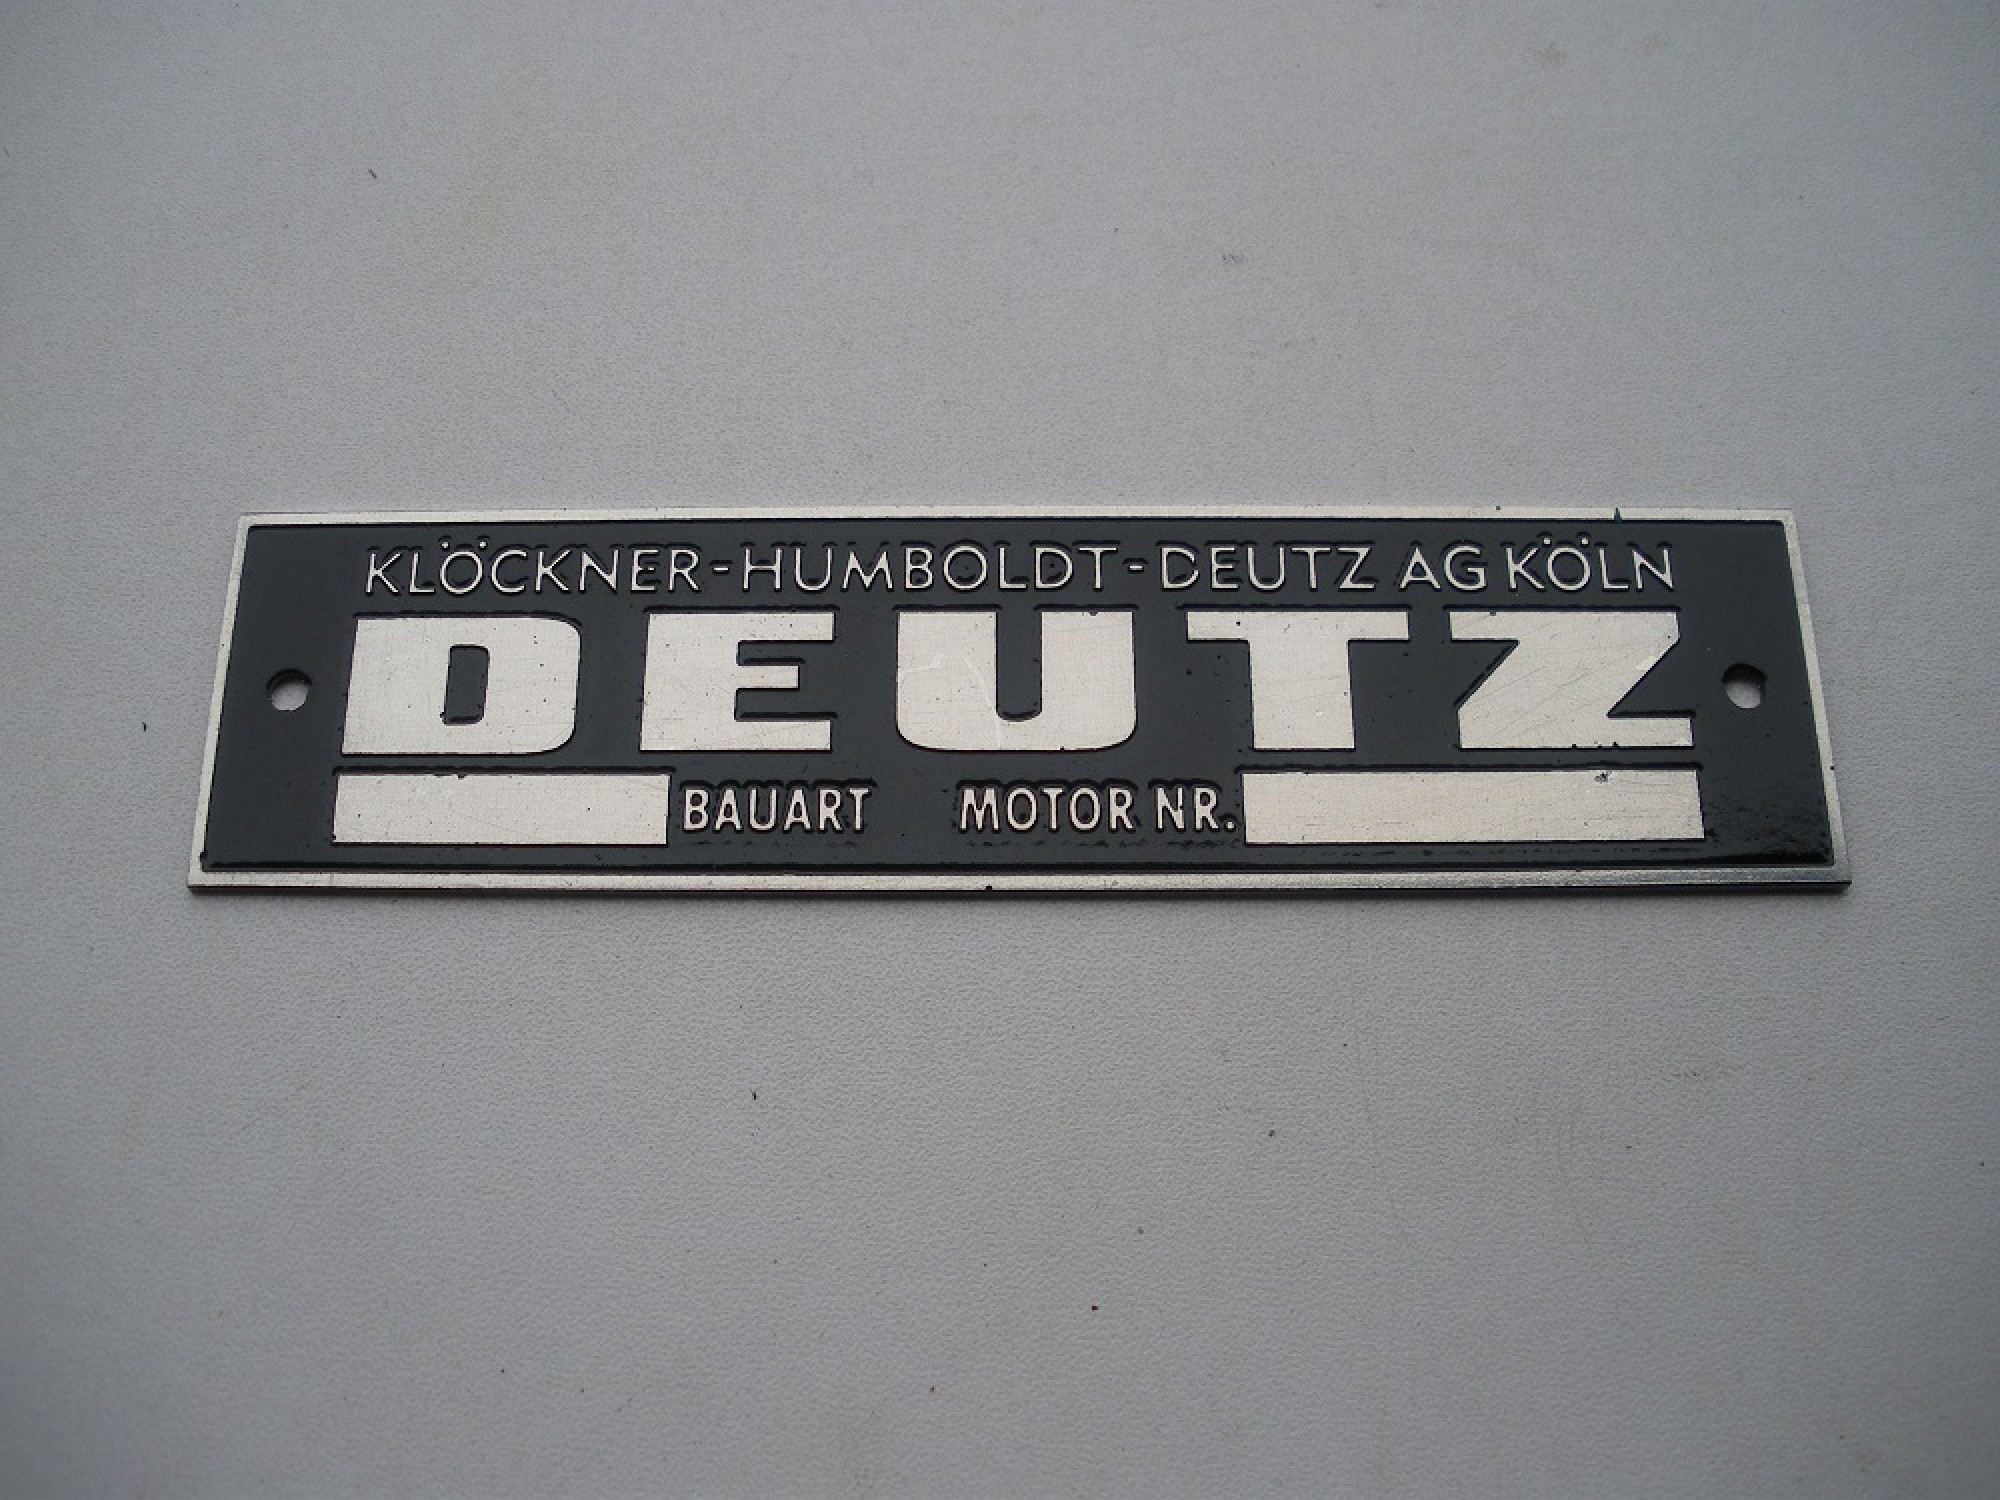 KLÖCKNER-HUMBOLDT-DEUTZ AG KÖLN
DEUTZ
BAUART MOTOR NR.